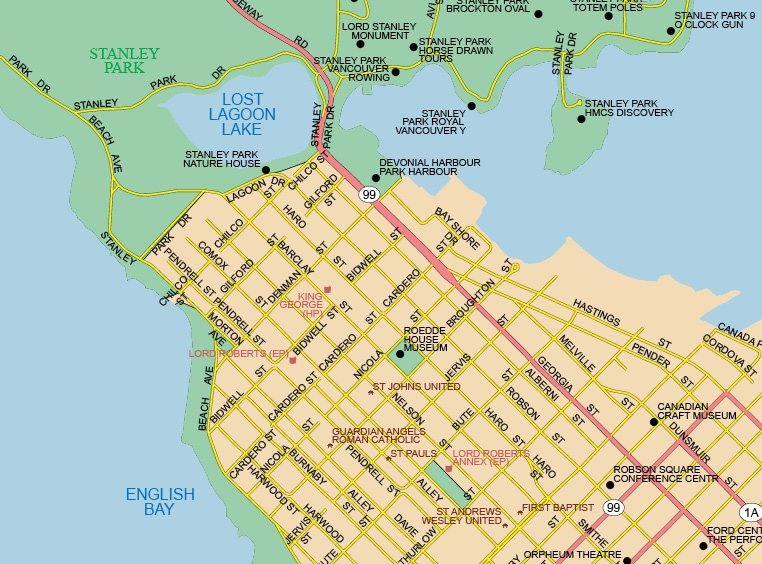 STANLEY PARK
BROCKTON OVAL
TOTEM POLES
STANLEY PARK 9
O CLOCK GUN
SEWAY
RD
LORD STANLEY
MONUMENT
STANLEY PARK
HORSE DRAWN
TOURS
STANLEY
PARK
STANLEY PARK
VANCOUVER
ROWING
STANLEY
PARK DR
PARK DR
STANLEY PARK DR
LOST
LAGOON
LAKE
STANLEY
PARK DR
STANLEY
PARK ROYAL
VANCOUVER Y
STANLEY PARK
HMCS DISCOVERY
BEACH AVE
STANLEY PARK
NATURE HOUSE
DEVONIAL HARBOUR
PARK HARBOUR
LAGOON DR
CHILCO ST
GILFORD
ST
ST
99
HARO
ST
BAY SHORE
DR
ST
STANLEY
PARK DR
CHILCO
ST
COMOX
BARCLAY
ST
BIDWELL
ST
PENDRELL ST
GILFORD
ST
DENMAN
ST
CARDERO
ST
BROUGHTON
ST
CHILCO
ST
PENDRELL ST
KING
GEORGE
(HP)
HASTINGS
ST
MORTON
AVE
BIDWELL ST
ROEDDE
HOUSE
MUSEUM
MELVILLE
ST
PENDER
ST
CANADA P
CORDOVA ST
LORD ROBERTS (EP)
CARDERO
ST
NICOLA
JERVIS
ST
GEORGIA
ST
ALBERNI
ST
BEACH AVE
BIDWELL
ST
CARDERO ST
ST JOHNS UNITED
NELSON
ST
BUTE
ROBSON
ST
HARO
ST
CANADIAN
CRAFT MUSEUM
DUNSMUIR
ST
GUARDIAN ANGELS
ROMAN CATHOLIC
ST PAULS
LORD ROBERTS
ANNEX (EP)
HARO
ST
CARDERO ST
NICOLA
ST
BURNABY
ST
PENDRELL
ST
ROBSON SQUARE
CONFERENCE CENTR
HARWOOD ST
ALLEY
ST
ALLEY
ST
ENGLISH
BAY
ST ANDREWS
WESLEY UNITED
FIRST BAPTIST
99
1A
JERVIS
ST
HARWOOD
ST
DAVIE
THURLOW
SMITHE
ST
ORPHEUM THEATRE
FORD CENT
THE PERFO